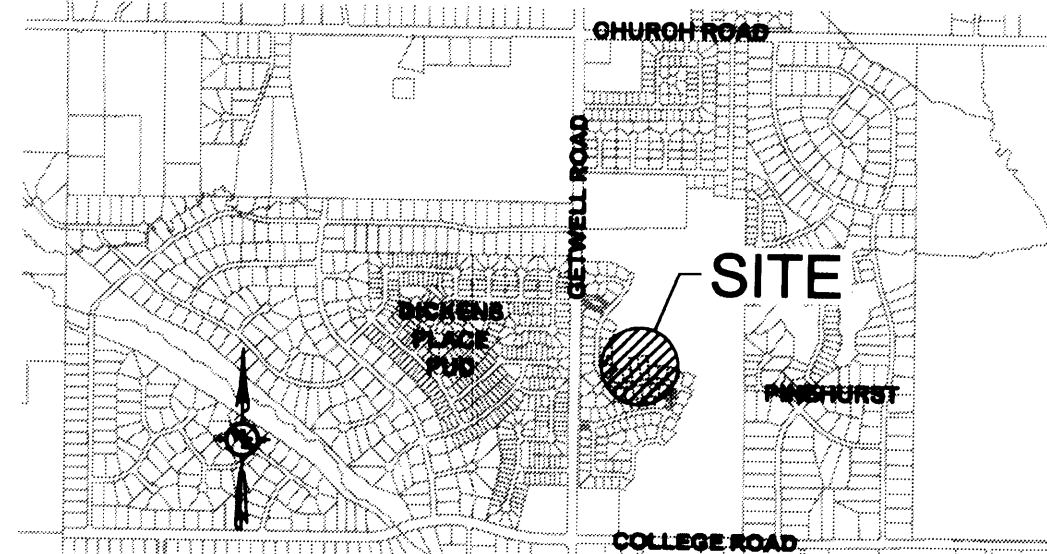 CHURCH ROAD
GETWELL ROAD
SITE
DICKENS
PLACE
PUD
PINEHURST
COLLEGE ROAD